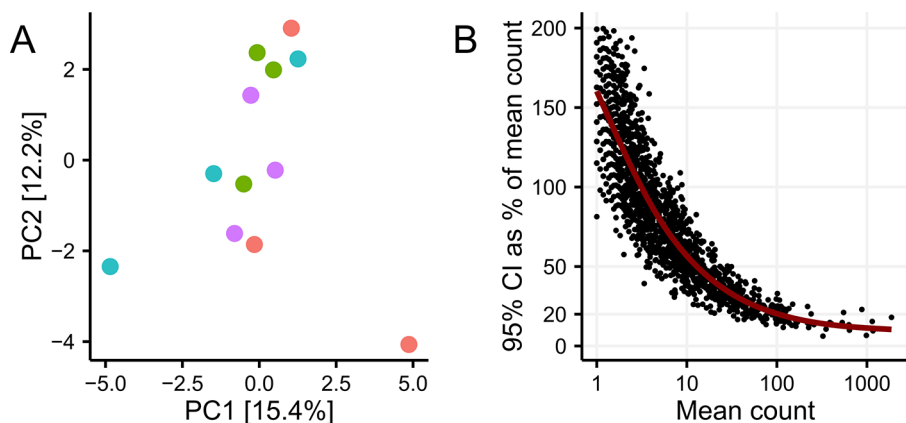 A
PC2 [12.2%]
2
0
−2
−4
−5.0 −2.5 0.0 2.5 5.0
PC1 [15.4%]
B
95% CI as % of mean count
200
150
100
50
20
0
1 10 100 1000
Mean count